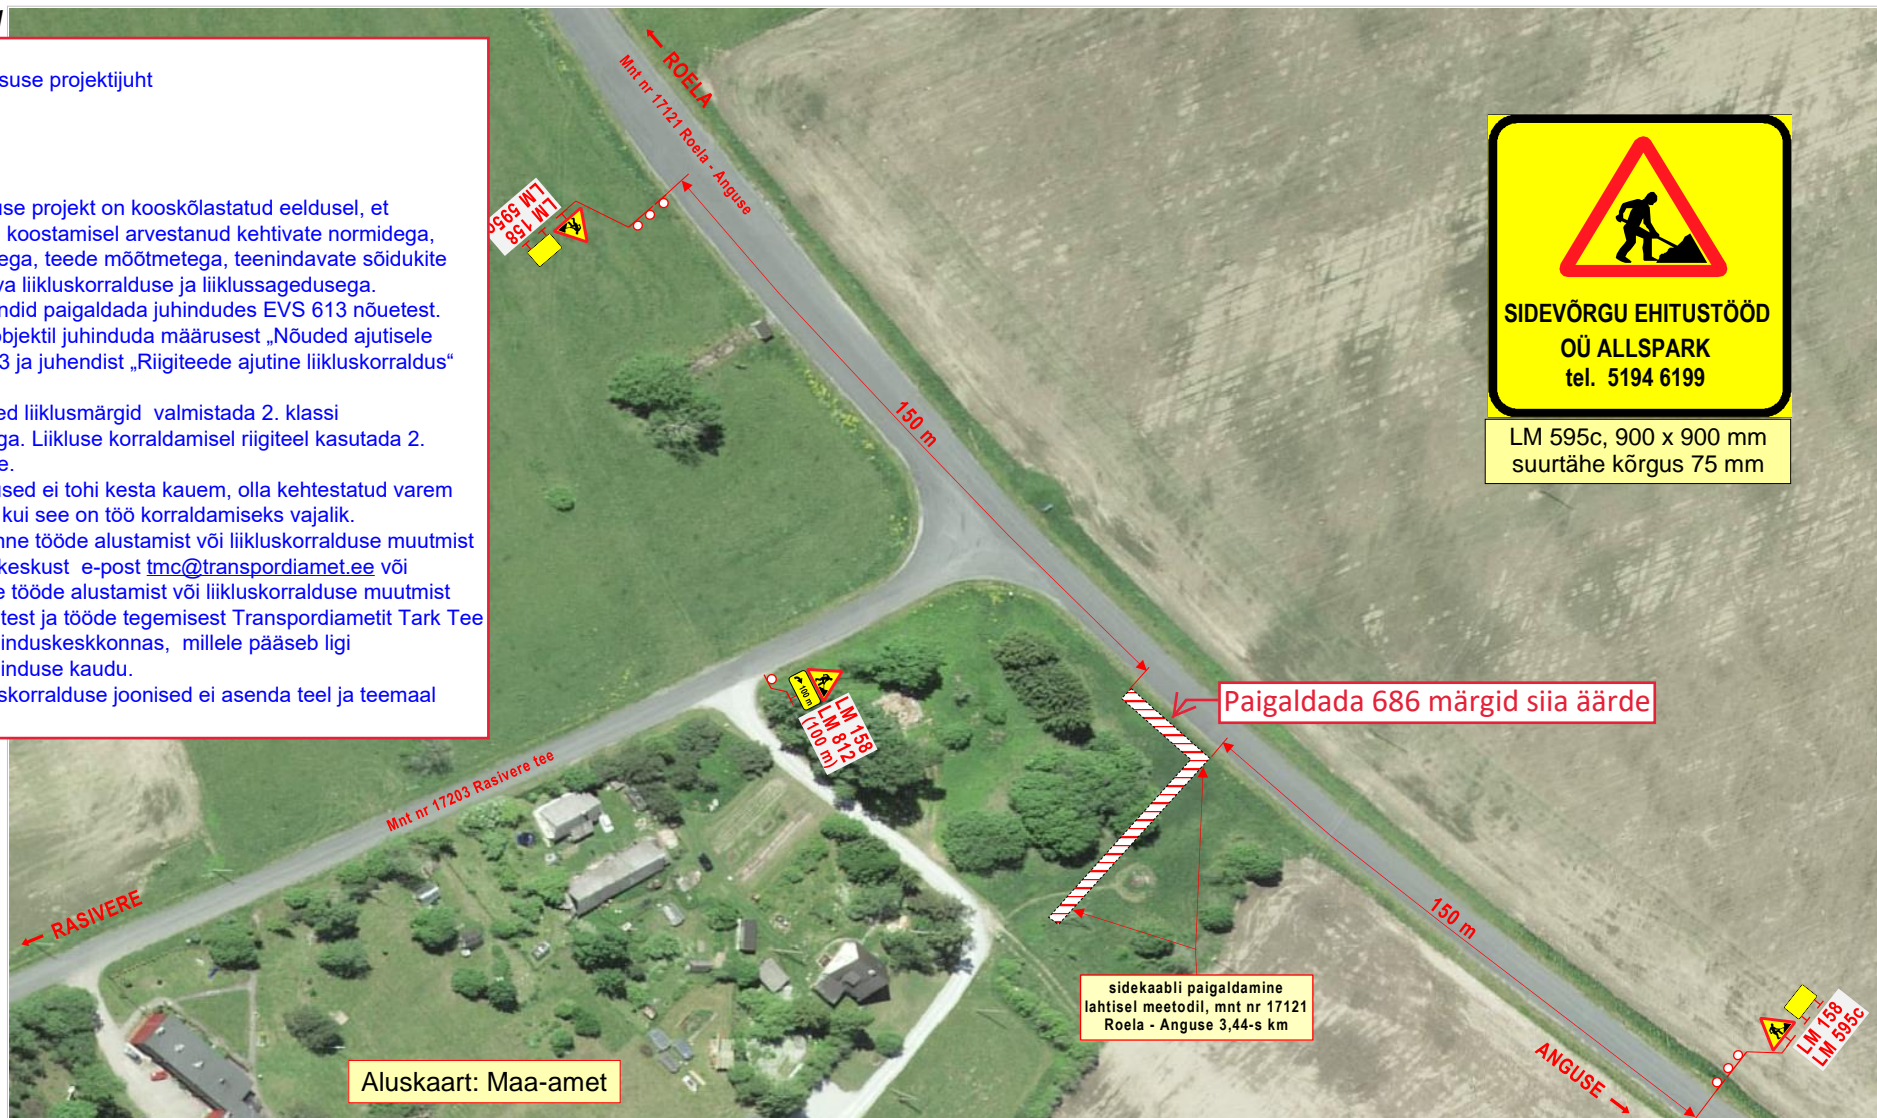 suse projektijuht
use projekt on kooskõlastatud eeldusel, et
koostamisel arvestanud kehtivate normidega,
ega, teede mõõtmetega, teenindavate sõidukite
va liikluskorralduse ja liiklussagedusega.
ndid paigaldada juhindudes EVS 613 nõuetest.
objektil juhinduda määrusest „Nõuded ajutisele
3 ja juhendist „Riigiteede ajutine liikluskorraldus“
ed liiklusmärgid valmistada 2. klassi
ga. Liikluse korraldamisel riigiteel kasutada 2.
e.
used ei tohi kesta kauem, olla kehtestatud varem
kui see on töö korraldamiseks vajalik.
nne tööde alustamist või liikluskorralduse muutmist
keskust e-post tmc@transpordiamet.ee või
e tööde alustamist või liikluskorralduse muutmist
test ja tööde tegemisest Transpordiametit Tark Tee
induskeskkonnas, millele pääseb ligi
induse kaudu.
skorralduse joonised ei asenda teel ja teemaal
ROELA
Mnt nr 17121 Roela - Anguse
LM 158
LM 595c
150 m
SIDEVÕRGU EHITUSTÖÖD
OÜ ALLSPARK
tel. 5194 6199
LM 595c, 900 x 900 mm
suurtähe kõrgus 75 mm
100 m
LM 158
LM 812
(100 m)
Paigaldada 686 märgid siia äärde
Mnt nr 17203 Rasivere tee
RASIVERE
150 m
sidekaabli paigaldamine
lahtisel meetodil, mnt nr 17121
Roela - Anguse 3,44-s km
LM 158
LM 595c
ANGUSE
Aluskaart: Maa-amet